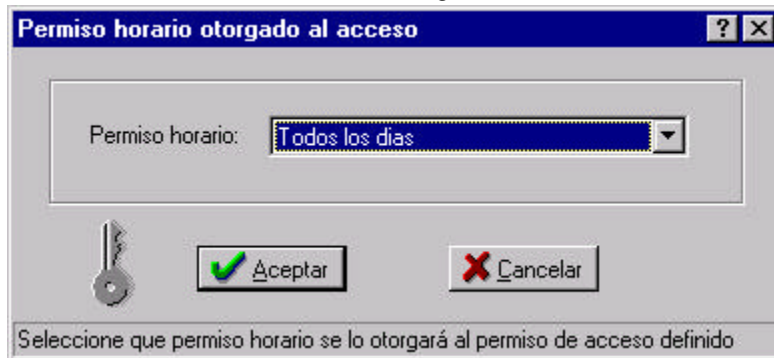 Permiso horario otorgado al acceso
Permiso horario: Todos los dias
Aceptar Cancelar
Seleccione que permiso horario se lo otorgará al permiso de acceso definido